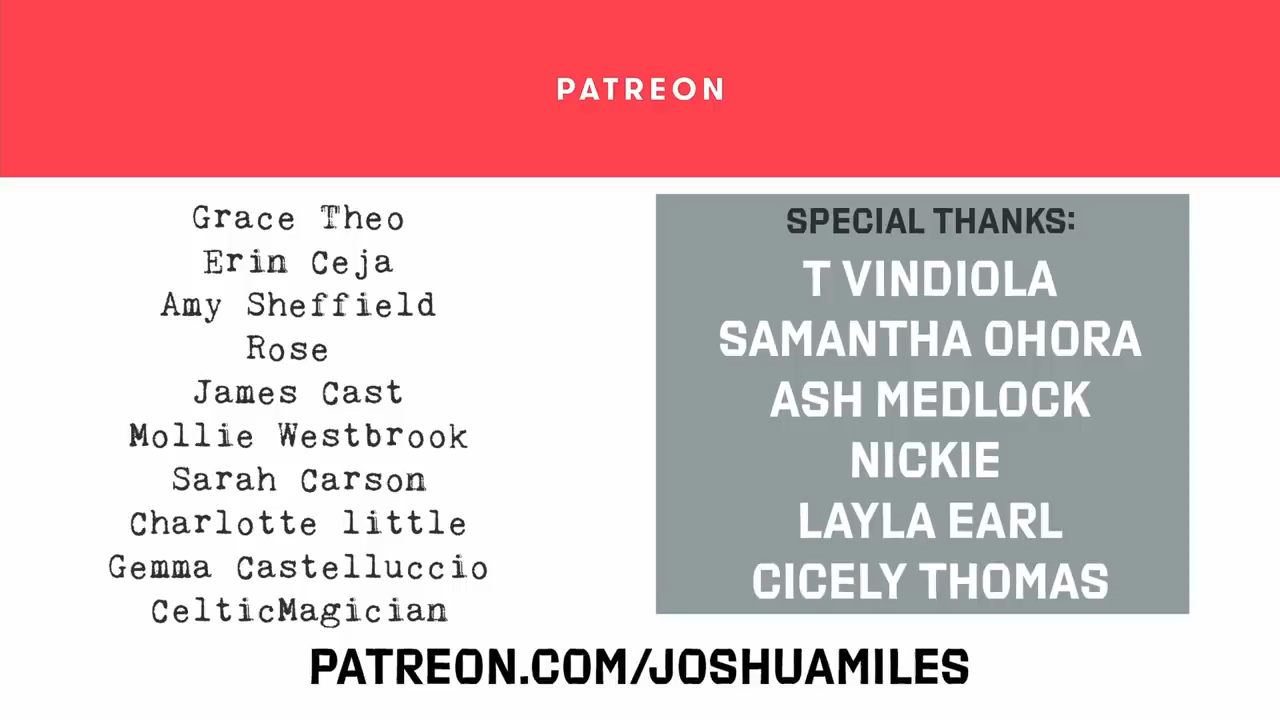 PATREON
Grace Theo
Erin Ceja
Amy Sheffield
Rose
James Cast
Mollie Westbrook
Sarah Carson
Charlotte little
Gemma Castelluccio
CelticMagician
SPECIAL THANKS:
T VINDIOLA
SAMANTHA OHORA
ASH MEDLOCK
NICKIE
LAYLA EARL
CICELY THOMAS
PATREON.COM/JOSHUAMILES